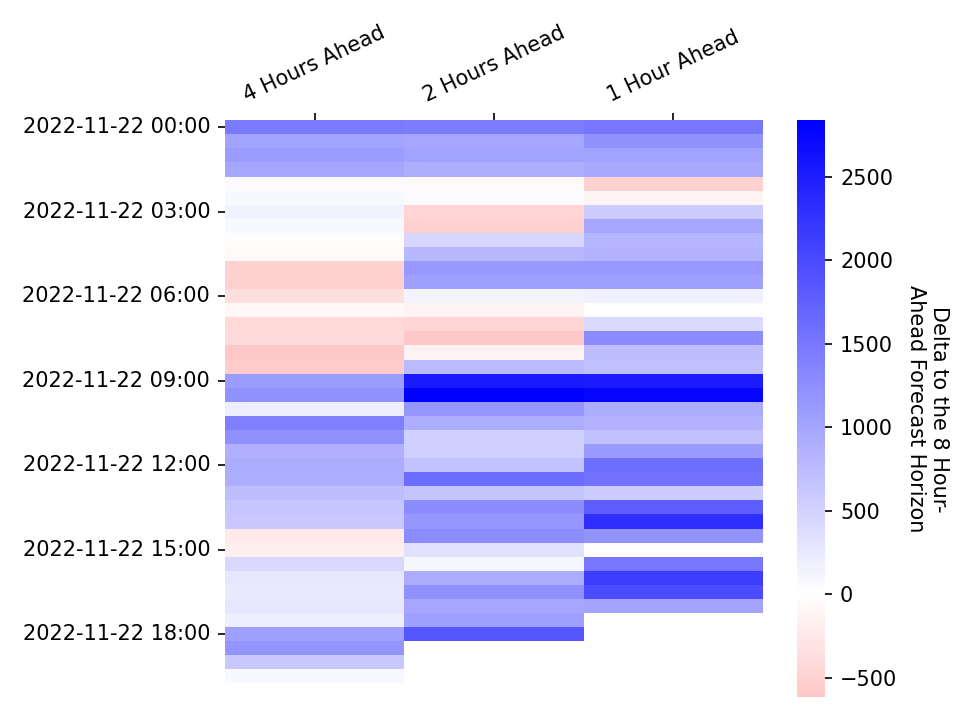 4 Hours Ahead
2 Hours Ahead
1 Hour Ahead
2022-11-22 00:00
2022-11-22 03:00
2022-11-22 06:00
2022-11-22 09:00
2022-11-22 12:00
2022-11-22 15:00
2022-11-22 18:00
2500
2000
1500
1000
500
0
−500
Delta to the 8 Hour-
Ahead Forecast Horizon